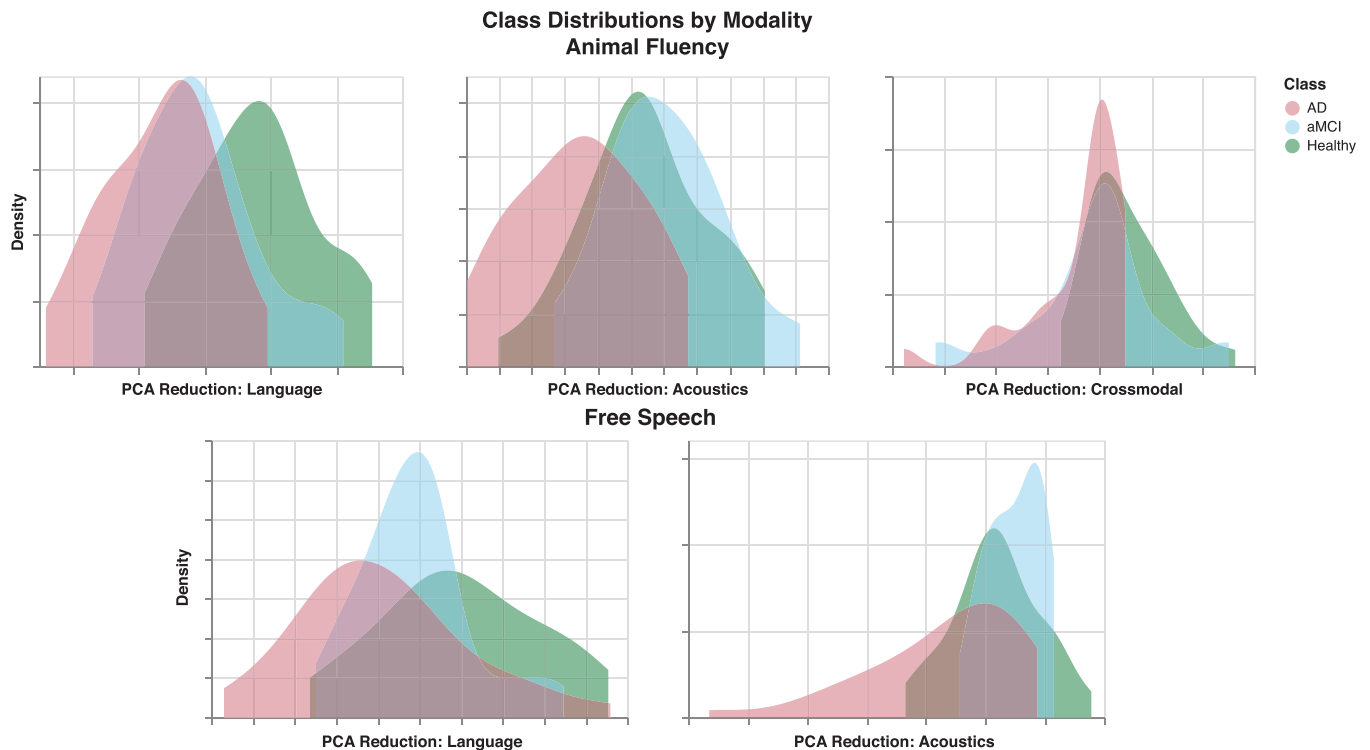 Class Distributions by Modality
Animal Fluency
Density
PCA Reduction: Language
PCA Reduction: Acoustics
PCA Reduction: Crossmodal
Class
AD
aMCI
Healthy
Free Speech
Density
PCA Reduction: Language
PCA Reduction: Acoustics